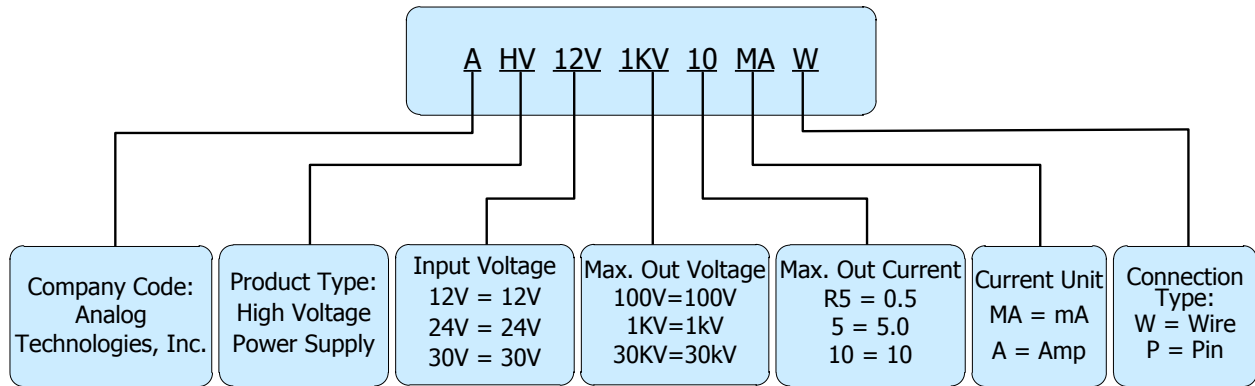 A HV 12V 1KV 10 MA W
Company Code:
Analog
Technologies, Inc.
Product Type:
High Voltage
Power Supply
Input Voltage
12V = 12V
24V = 24V
30V = 30V
Max. Out Voltage
100V=100V
1KV=1kV
30KV=30kV
Max. Out Current
R5 = 0.5
5 = 5.0
10 = 10
Current Unit
MA = mA
A = Amp
Connection
Type:
W = Wire
P = Pin